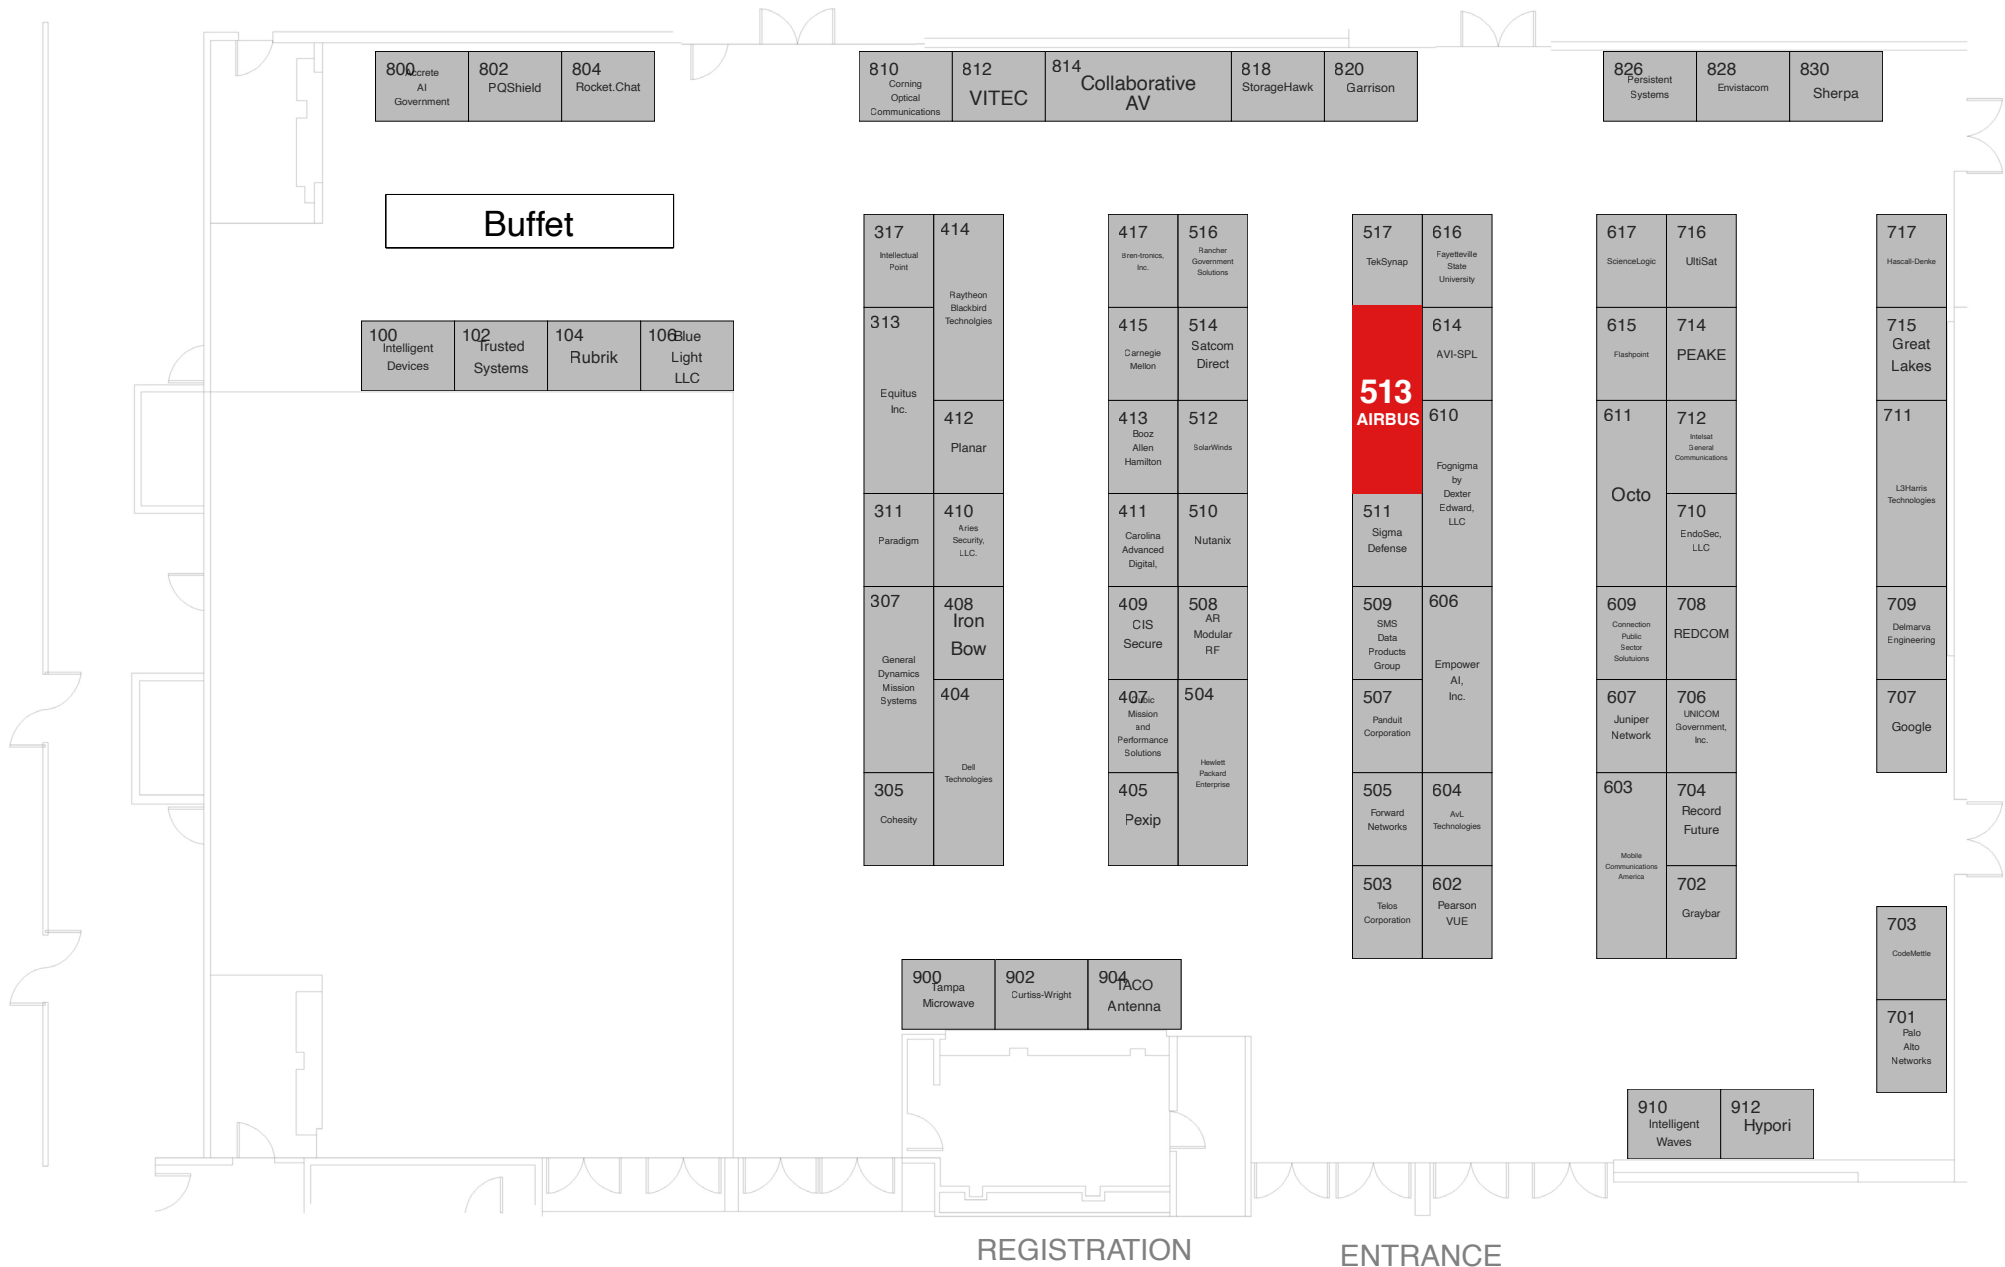 800
Accrete
AI
Government
802
PQShield
804
Rocket.Chat
810
Corning
Optical
Communications
812
VITEC
814
Collaborative
AV
818
StorageHawk
820
Garrison
826
Persistent
Systems
828
Envistacom
830
Sherpa
Buffet
100
Intelligent
Devices
102
Trusted
Systems
104
Rubrik
106
Blue
Light
LLC
317
Intellectual
Point
414
Raytheon
Blackbird
Technolgies
313
Equitus
Inc.
412
Planar
311
Paradigm
410
Aries
Security,
LLC.
307
General
Dynamics
Mission
Systems
408
Iron
Bow
404
Dell
Technologies
305
Cohesity
417
Bren-tronics,
Inc.
516
Rancher
Government
Solutions
415
Carnegie
Mellon
514
Satcom
Direct
413
Booz
Allen
Hamilton
512
SolarWinds
411
Carolina
Advanced
Digital,
510
Nutanix
409
CIS
Secure
508
AR
Modular
RF
407
Cubic
Mission
and
Performance
Solutions
504
Hewlett
Packard
Enterprise
405
Pexip
517
TekSynap
616
Fayetteville
State
University
513
AIRBUS
614
AVI-SPL
610
Fognigma
by
Dexter
Edward,
LLC
511
Sigma
Defense
509
SMS
Data
Products
Group
606
Empower
AI,
Inc.
507
Panduit
Corporation
505
Forward
Networks
604
AvL
Technologies
503
Telos
Corporation
602
Pearson
VUE
617
ScienceLogic
716
UltiSat
615
Flashpoint
714
PEAKE
611
Octo
712
Intelsat
General
Communications
710
EndoSec,
LLC
609
Connection
Public
Sector
Solutuions
708
REDCOM
607
Juniper
Network
706
UNICOM
Government,
Inc.
603
Mobile
Communications
America
704
Record
Future
702
Graybar
717
Hascall-Denke
715
Great
Lakes
711
L3Harris
Technologies
709
Delmarva
Engineering
707
Google
703
CodeMettle
701
Palo
Alto
Networks
900
Tampa
Microwave
902
Curtiss-Wright
904
TACO
Antenna
910
Intelligent
Waves
912
Hypori
REGISTRATION
ENTRANCE